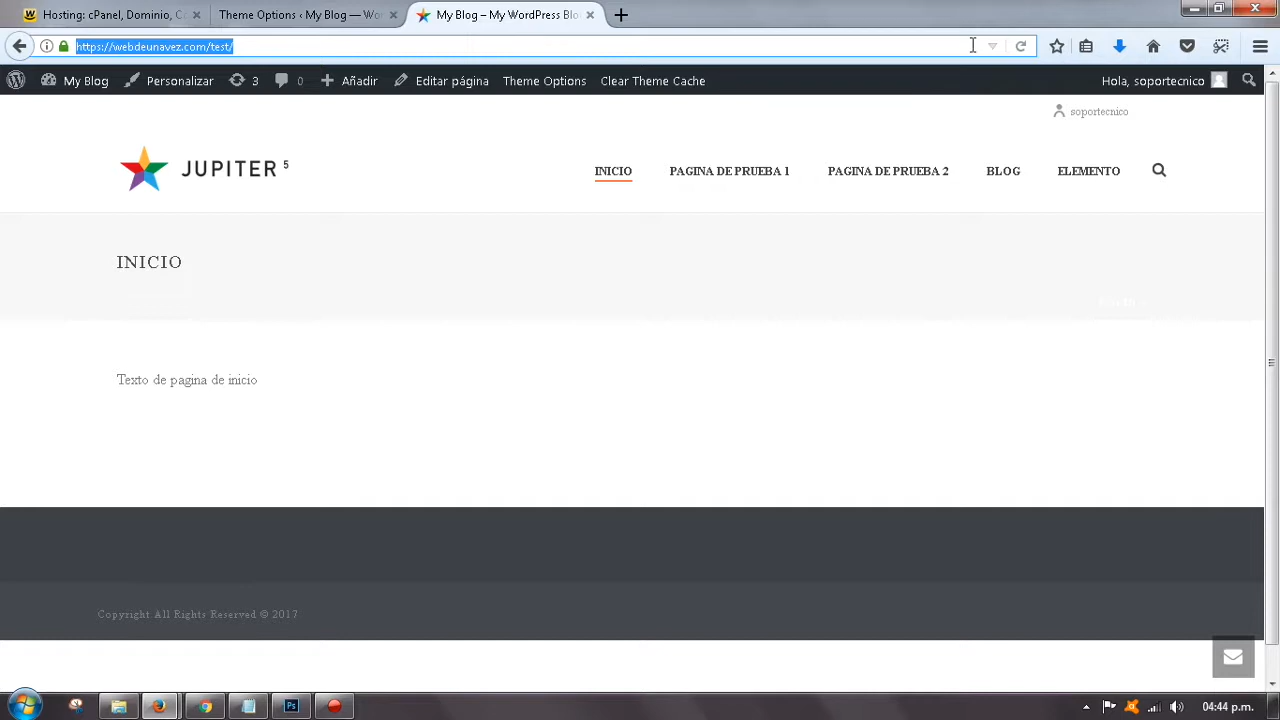 Hosting: cPanel, Dominio, C
Theme Options ‹ My Blog — Wo
My Blog – My WordPress Blo
https://webdeunavez.com/test/
My Blog
Personalizar
3
0
Añadir
Editar página
Theme Options
Clear Theme Cache
Hola, soportecnico
soportecnico
JUPITER 5
INICIO
PAGINA DE PRUEBA 1
PAGINA DE PRUEBA 2
BLOG
ELEMENTO
INICIO
Texto de pagina de inicio
Copyright All Rights Reserved © 2017
04:44 p.m.